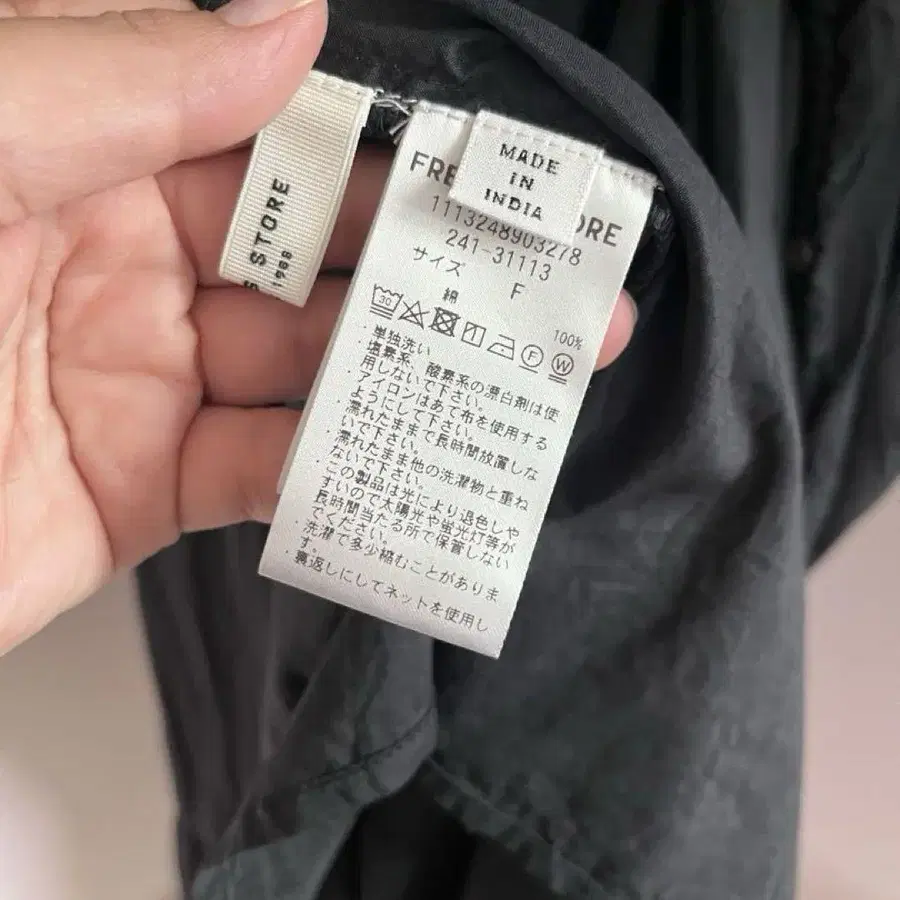 S STORE
1968
MADE
IN
INDIA
FRE
ORE
1113248903278
241-31113
サイズ
F
綿
100%
30
F
W
・単独洗い
・塩素系、酸素系の漂白剤は使
用しないで下さい。
・アイロンはあて布を使用する
ようにして下さい。
・濡れたままで長時間放置しな
いで下さい。
・濡れたまま他の洗濯物と重ね
ないで下さい。
・この製品は光により退色しや
すいので太陽光や蛍光灯等が
長時間当たる所で保管しない
でください。
・洗濯で多少縮むことがありま
す。
・裏返しにしてネットを使用し